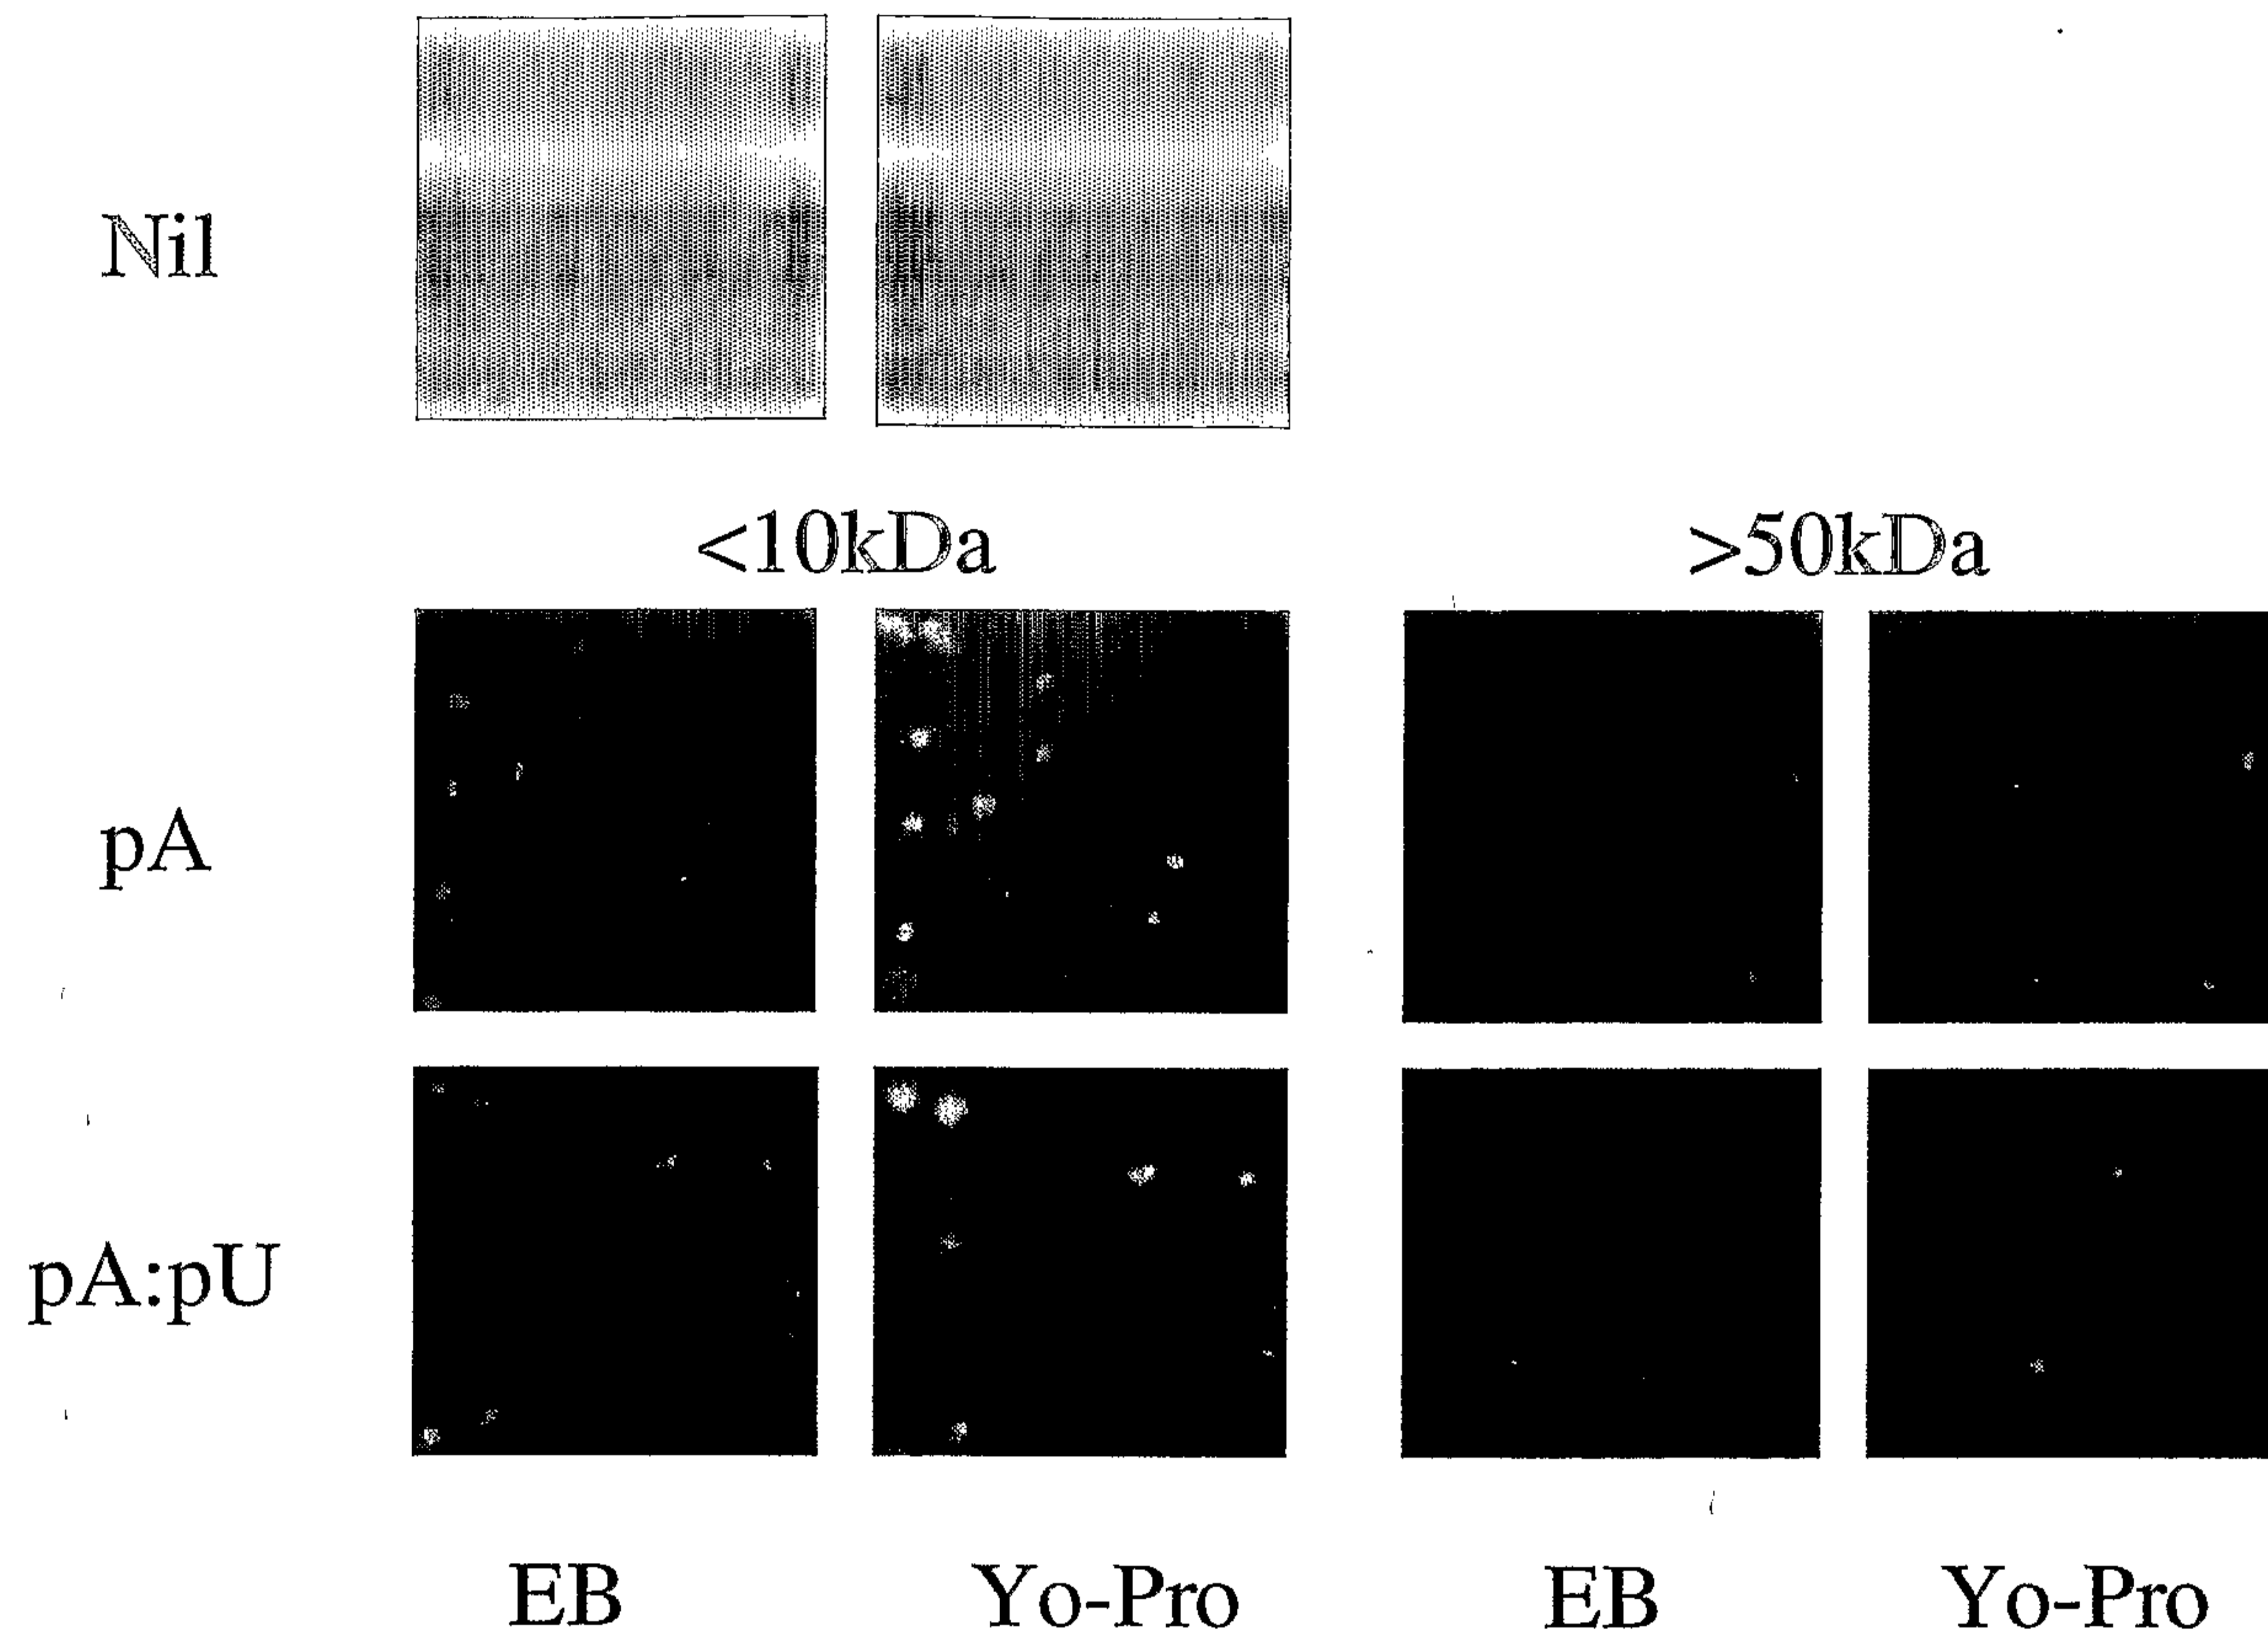 Nil
<10kDa >50kDa
pA
pA:pU
EB Yo-Pro EB Yo-Pro